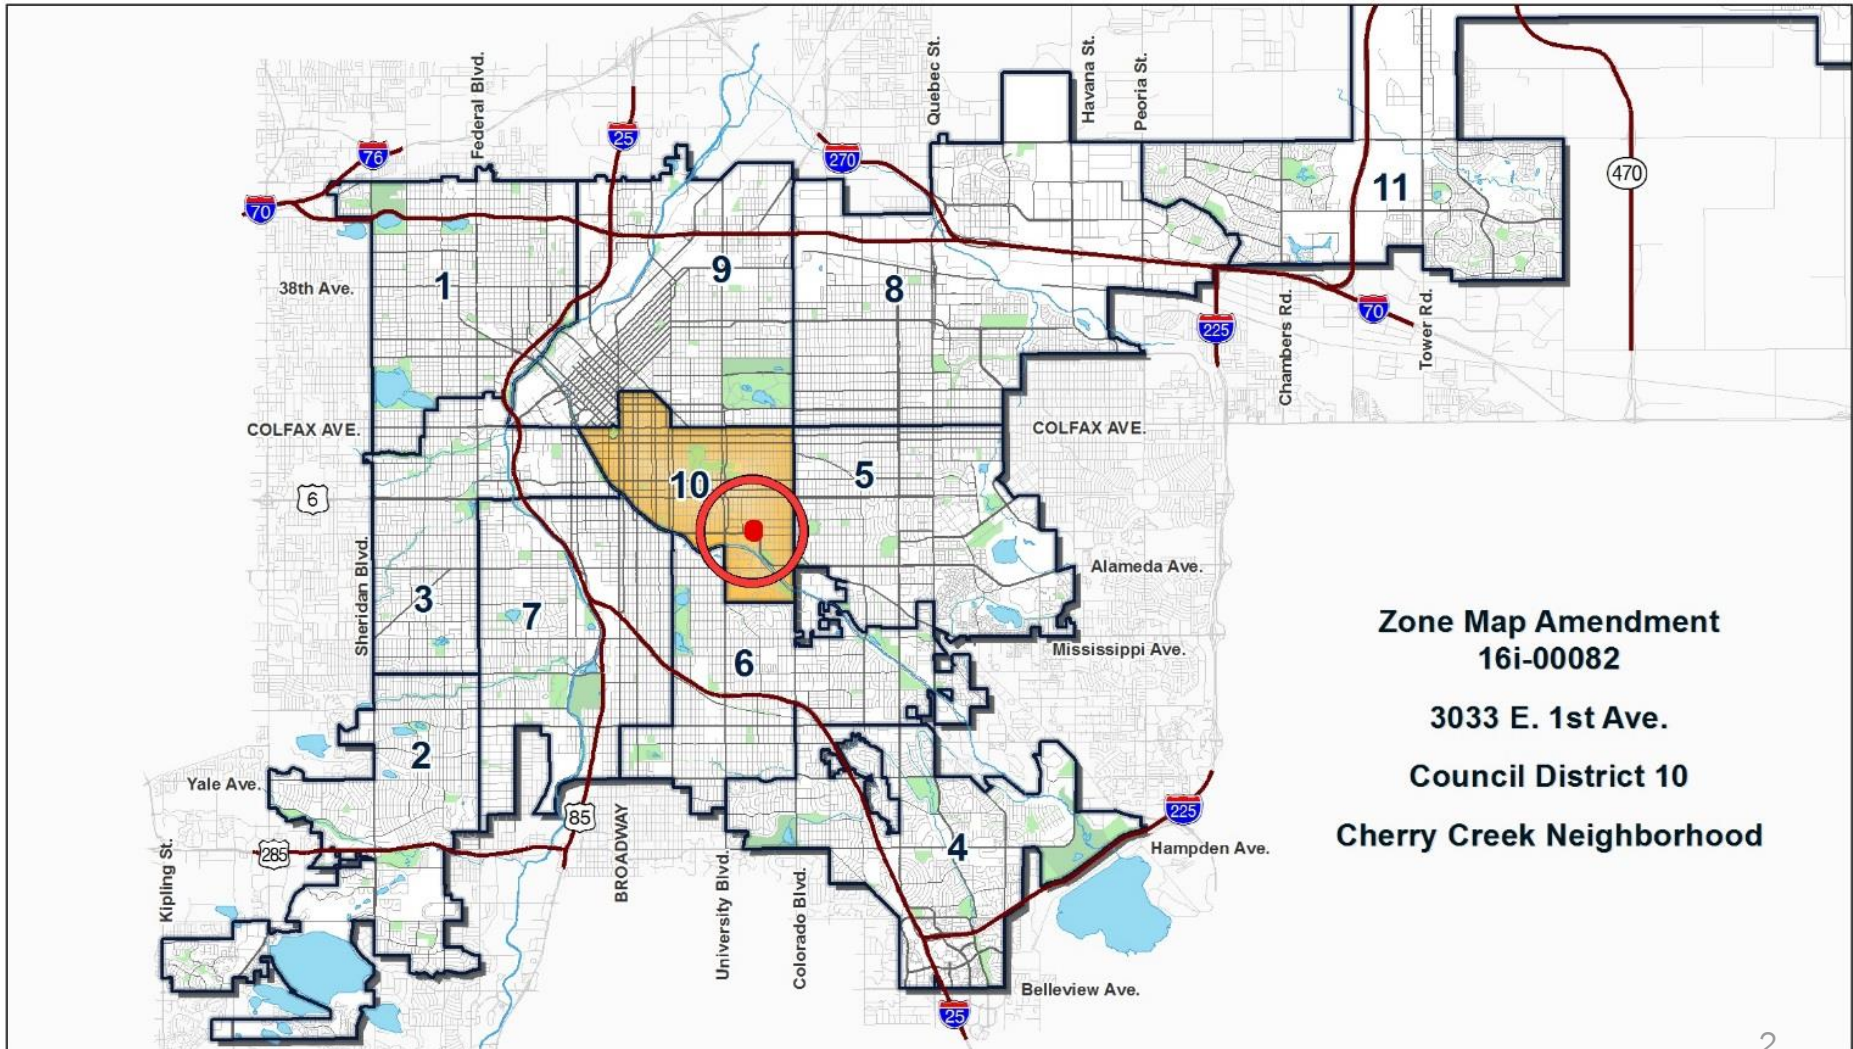 Federal Blvd.
Quebec St.
Havana St.
Peoria St.
25
76
270
70
470
11
9
1
8
38th Ave.
225
70
Chambers Rd.
Tower Rd.
COLFAX AVE.
COLFAX AVE.
6
10
5
Sheridan Blvd.
Alameda Ave.
3
7
Mississippi Ave.
6
2
Yale Ave.
85
BROADWAY
225
285
4
Hampden Ave.
Kipling St.
University Blvd.
Colorado Blvd.
Belleview Ave.
25
Zone Map Amendment
16i-00082
3033 E. 1st Ave.
Council District 10
Cherry Creek Neighborhood
2